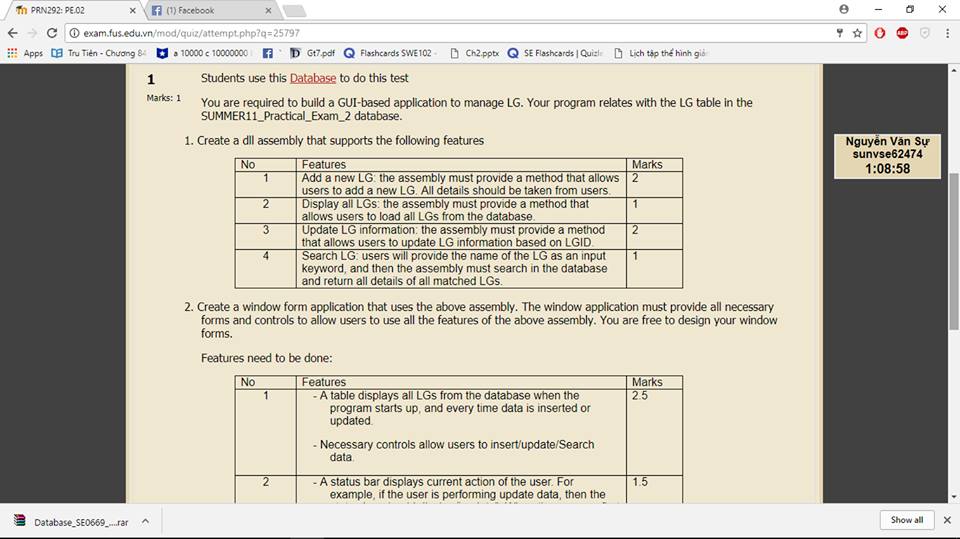 PRN292: PE.02
(1) Facebook
exam.fus.edu.vn/mod/quiz/attempt.php?q=25797
Apps
Tru Tiên - Chương 84
a 10000 c 10000000
Gt7.pdf
Flashcards SWE102 -
Ch2.pptx
SE Flashcards | Quizle
Lịch tập thể hình giảm
1
Marks: 1
Students use this Database to do this test
You are required to build a GUI-based application to manage LG. Your program relates with the LG table in the
SUMMER11_Practical_Exam_2 database.
1. Create a dll assembly that supports the following features
No Features Marks
1 Add a new LG: the assembly must provide a method that allows 2
users to add a new LG. All details should be taken from users.
2 Display all LGs: the assembly must provide a method that 1
allows users to load all LGs from the database.
3 Update LG information: the assembly must provide a method 2
that allows users to update LG information based on LGID.
4 Search LG: users will provide the name of the LG as an input 1
keyword, and then the assembly must search in the database
and return all details of all matched LGs.
2. Create a window form application that uses the above assembly. The window application must provide all necessary
forms and controls to allow users to use all the features of the above assembly. You are free to design your window
forms.
Features need to be done:
No Features Marks
1 - A table displays all LGs from the database when the 2.5
program starts up, and every time data is inserted or
updated.
- Necessary controls allow users to insert/update/Search
data.
2 - A status bar displays current action of the user. For 1.5
example, if the user is performing update data, then the
Nguyễn Văn Sự
sunvse62474
1:08:58
Database_SE0669_....rar
Show all